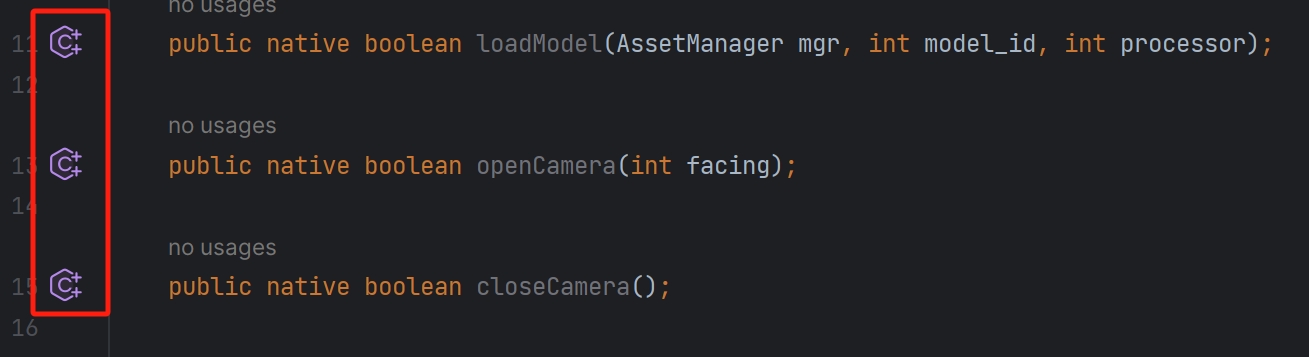 no usages
11 C++ public native boolean loadModel(AssetManager mgr, int model_id, int processor);
12
no usages
13 C++ public native boolean openCamera(int facing);
14
no usages
15 C++ public native boolean closeCamera();
16